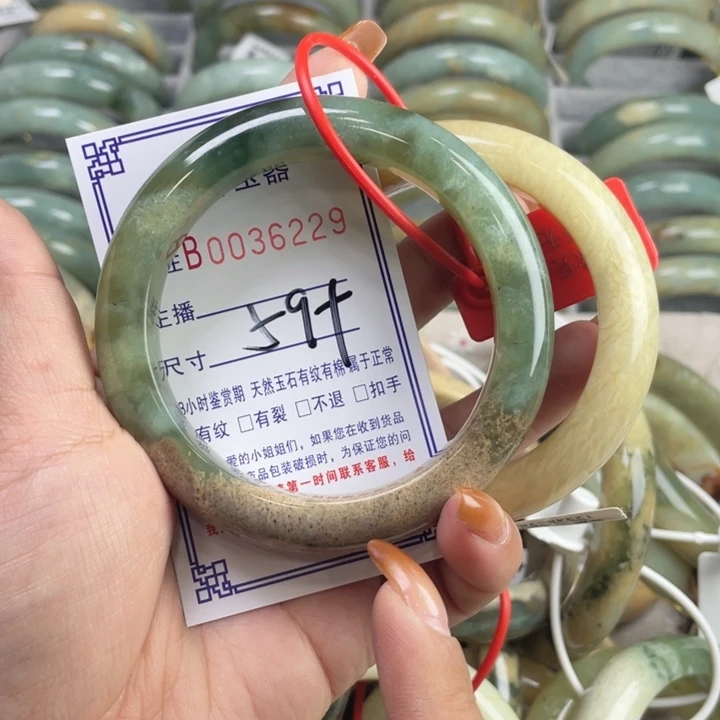 玉器
B0036229
主播
尺寸 59+
8小时鉴赏期 天然玉石有纹有棉属于正常
有纹 □有裂 □不退 □扣手
爱的小姐姐们，如果您在收到货品
包装破损时，为保证您的问
第一时间联系客服，给